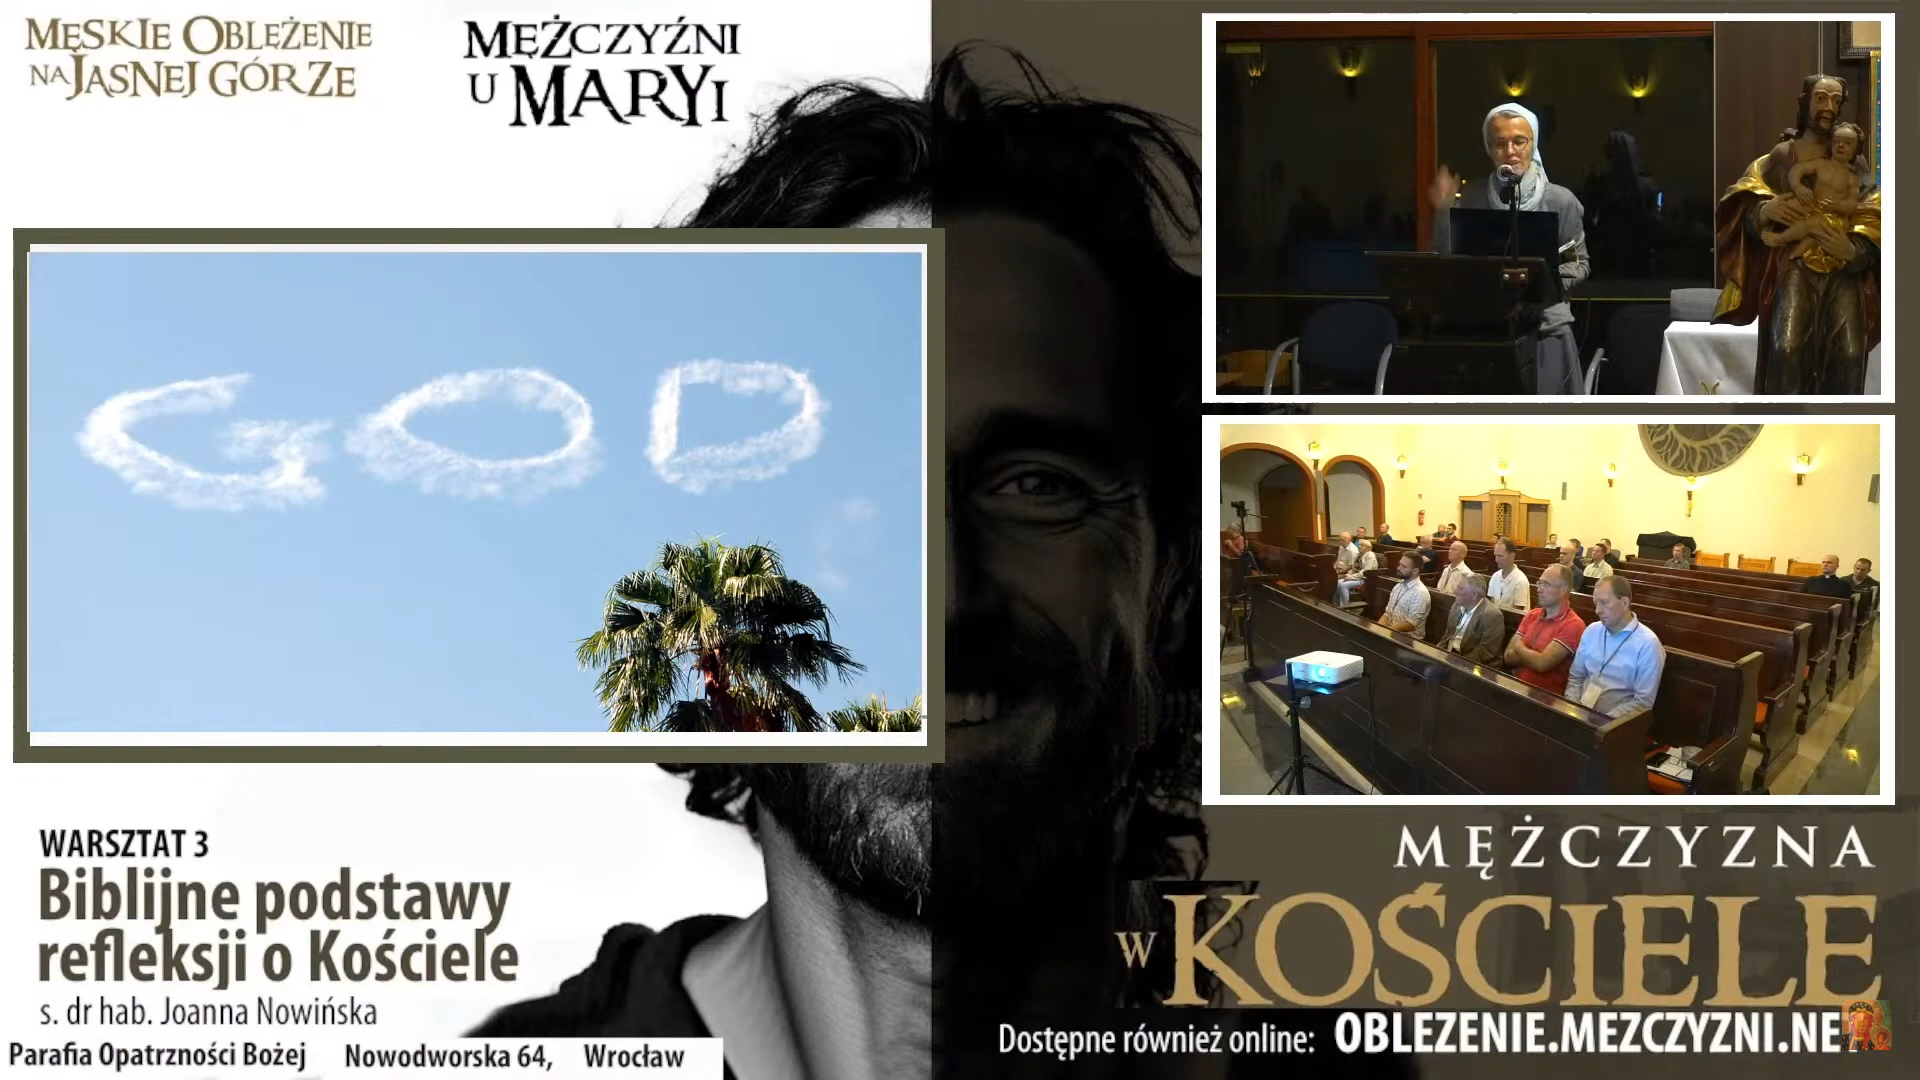 MĘSKIE OBLĘŻENIE
NA JASNEJ GÓRZE
MĘŻCZYŹNI
U MARYI
GOD
WARSZTAT 3
Biblijne podstawy
refleksji o Kościele
s. dr hab. Joanna Nowińska
Parafia Opatrzności Bożej Nowodworska 64, Wrocław
MĘŻCZYZNA
W KOŚCIELE
Dostępne również online: OBLEZENIE.MEZCZYZNI.NE